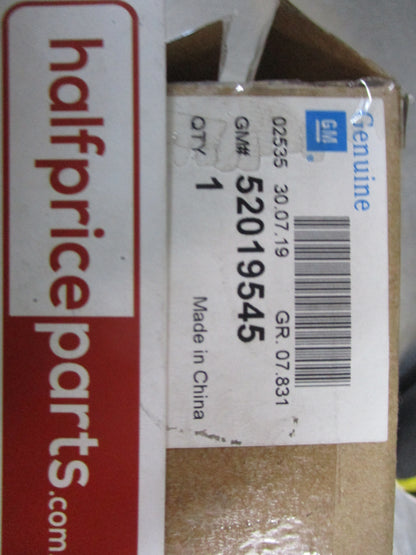 halfpriceparts.com
GM
Genuine
02535 30.07.19 GR. 07.831
GM# 52019545
QTY 1 Made in China